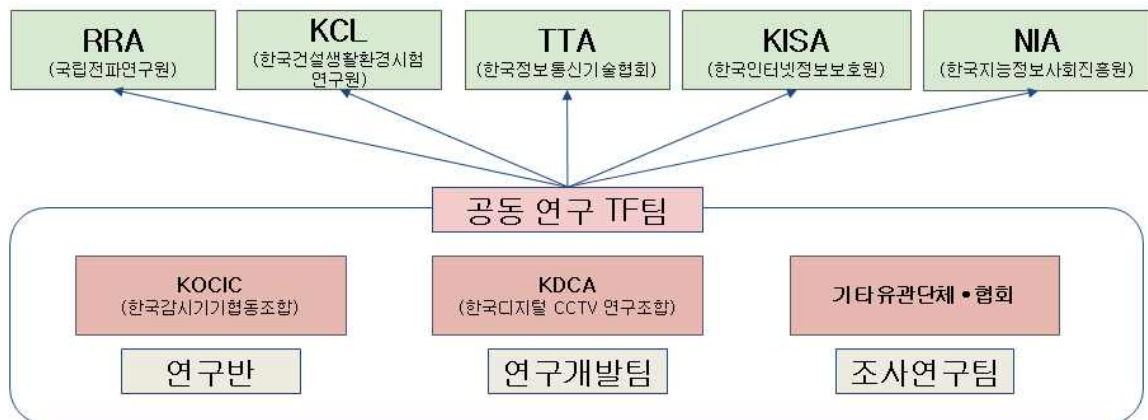 RRA
(국립전파연구원)
KCL
(한국건설생활환경시험
연구원)
TTA
(한국정보통신기술협회)
KISA
(한국인터넷정보보호원)
NIA
(한국지능정보사회진흥원)
공동 연구 TF팀
KOCIC
(한국감시기기협동조합)
KDCA
(한국디지털 CCTV 연구조합)
기타유관단체•협회
연구반
연구개발팀
조사연구팀